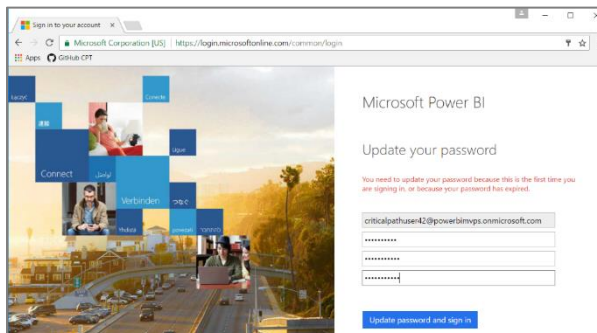 Sign in to your account
Microsoft Corporation [US] | https://login.microsoftonline.com/common/login
Apps GitHub CPT
Connect
Verbinden
Microsoft Power BI
Update your password
You need to update your password because this is the first time you
are signing in, or because your password has expired.
criticalpathuser42@powerbimvps.onmicrosoft.com
Update password and sign in